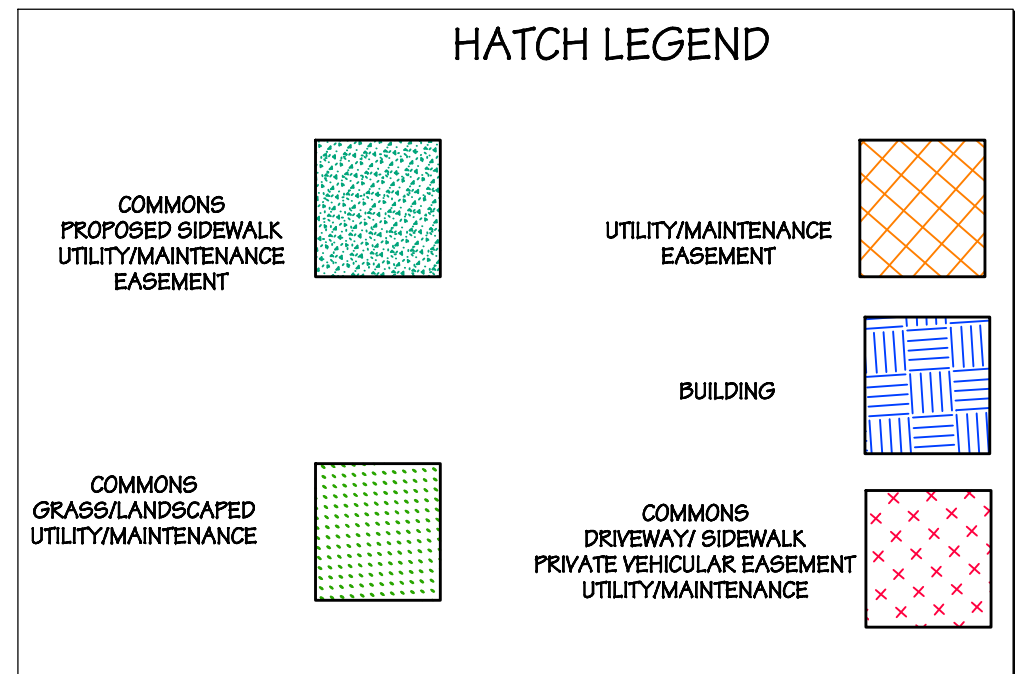 HATCH LEGEND
COMMONS
PROPOSED SIDEWALK
UTILITY/MAINTENANCE
EASEMENT
UTILITY/MAINTENANCE
EASEMENT
BUILDING
COMMONS
GRASS/LANDSCAPED
UTILITY/MAINTENANCE
COMMONS
DRIVEWAY/ SIDEWALK
PRIVATE VEHICULAR EASEMENT
UTILITY/MAINTENANCE